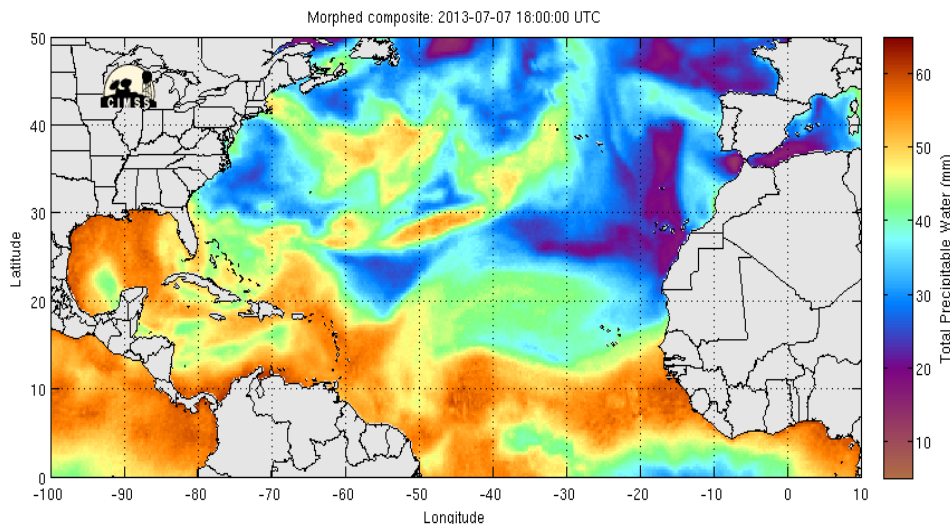 Morphed composite: 2013-07-07 18:00:00 UTC
50
40
30
20
10
0
Latitude
CIMSS
-100 -90 -80 -70 -60 -50 -40 -30 -20 -10 0 10
Longitude
60
50
40
30
20
10
Total Precipitable Water (mm)